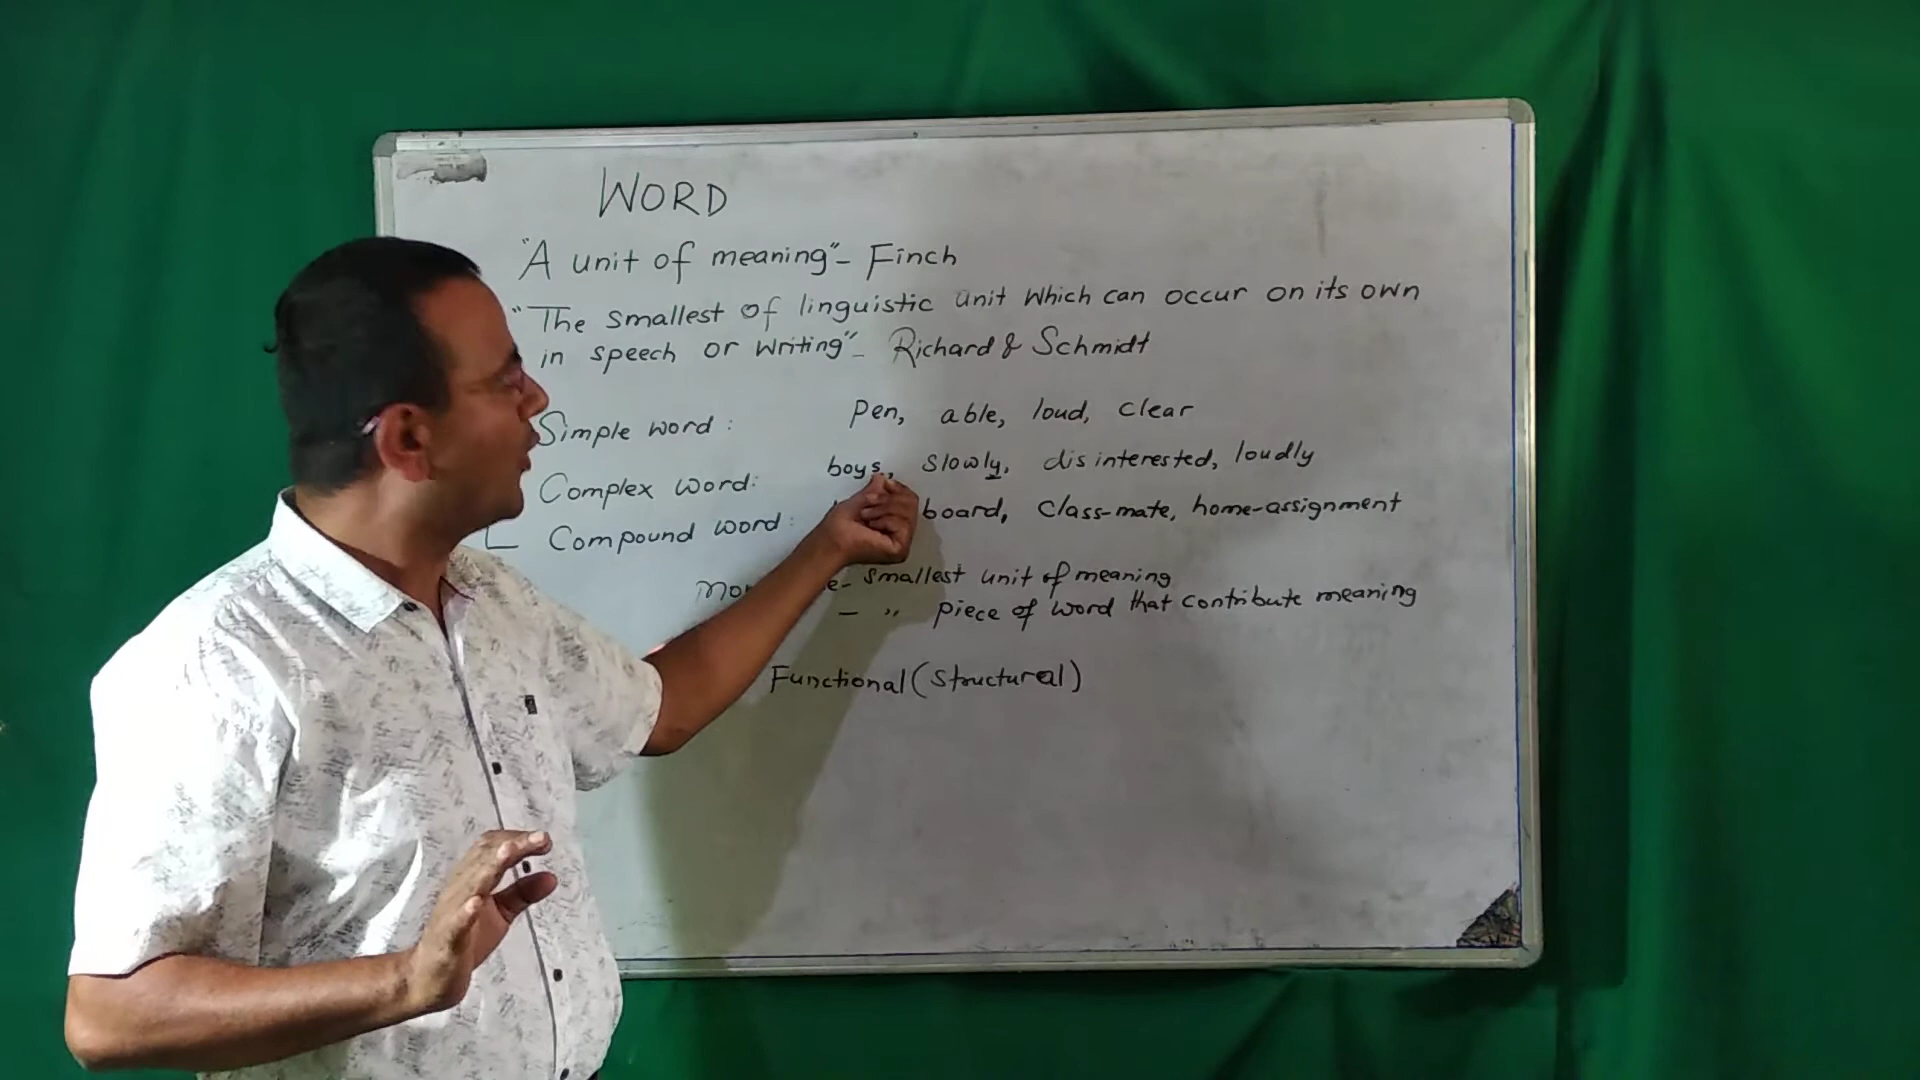 WORD
"A unit of meaning" - Finch
"The smallest of linguistic unit which can occur on its own
in speech or writing" - Richard & Schmidt
Simple word: Pen, able, loud, clear
Complex word: boys, slowly, disinterested, loudly
Compound word: board, class-mate, home-assignment
smallest unit of meaning
- " piece of word that contribute meaning
Functional (Structural)